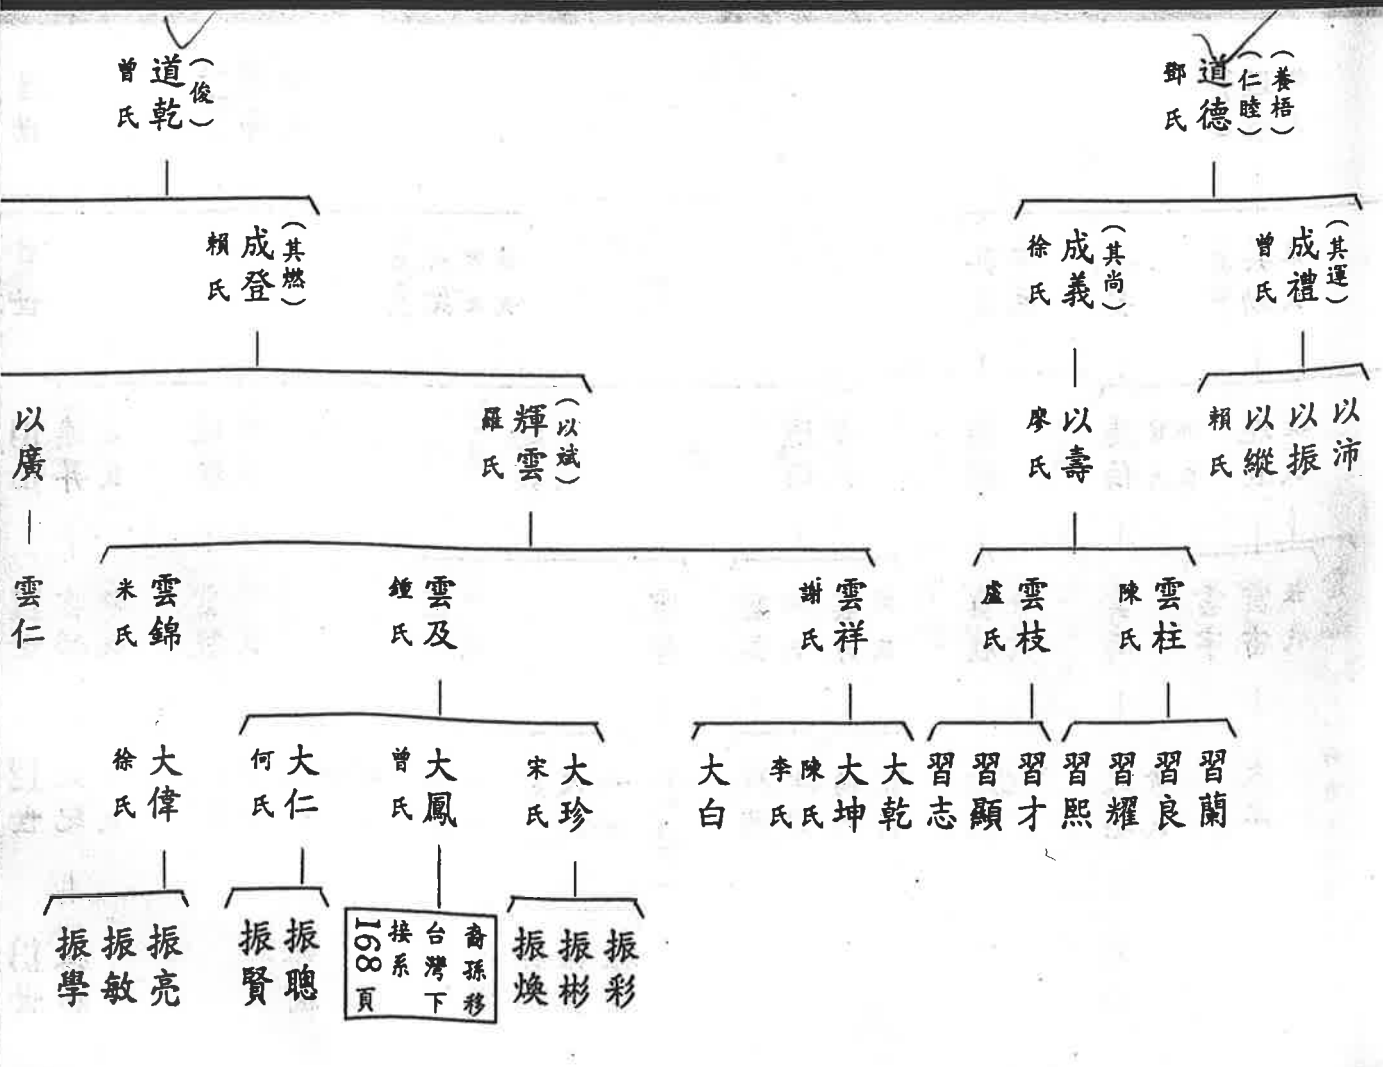 (養梧)
(仁睦)
道德
鄧氏
(俊)
道乾
曾氏
(其運)
成禮
曾氏
(其尚)
成義
徐氏
(其燃)
成登
賴氏
以沛
以振
以縱
賴氏
以壽
廖氏
(以斌)
輝雲
羅氏
以廣
雲柱
陳氏
雲枝
盧氏
雲祥
謝氏
雲及
鍾氏
雲錦
米氏
雲仁
習蘭
習良
習耀
習熙
習才
習顯
習志
大乾
大坤
陳氏
李氏
大白
大珍
宋氏
大鳳
曾氏
大仁
何氏
大偉
徐氏
振彩
振彬
振煥
裔孫移
台灣下
接系
168頁
振聰
振賢
振亮
振敏
振學